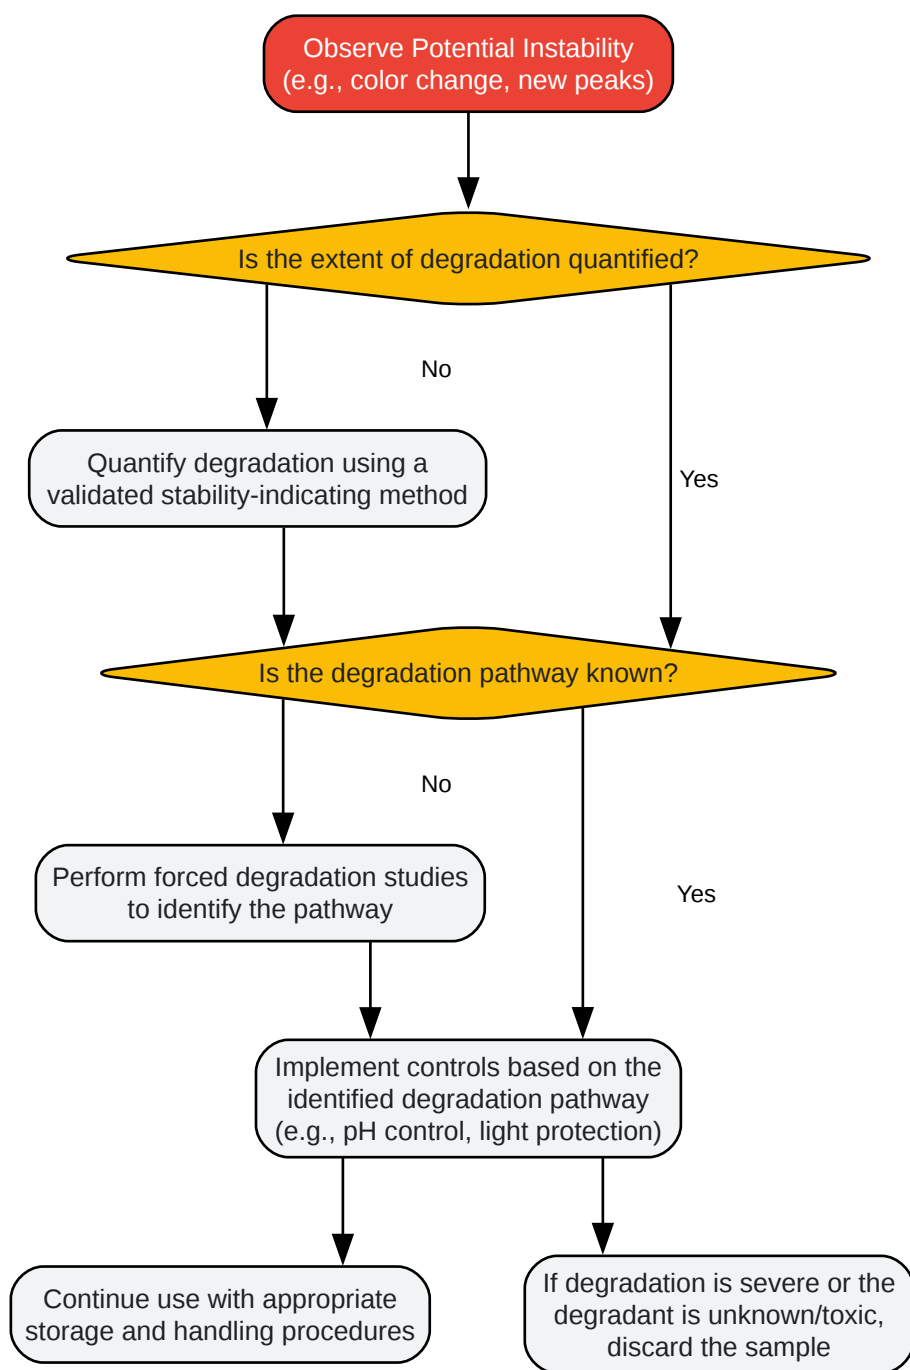 Observe Potential Instability
(e.g., color change, new peaks)
Is the extent of degradation quantified?
No
Quantify degradation using a
validated stability-indicating method
Yes
Is the degradation pathway known?
No
Perform forced degradation studies
to identify the pathway
Yes
Implement controls based on the
identified degradation pathway
(e.g., pH control, light protection)
Continue use with appropriate
storage and handling procedures
If degradation is severe or the
degradant is unknown/toxic,
discard the sample